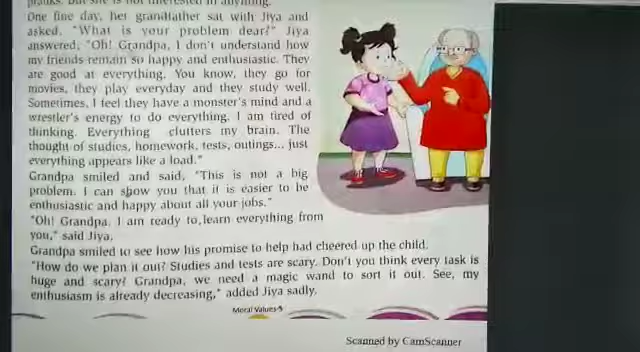 pranks. But she is not interested in anything.
One fine day, her grandfather sat with Jiya and
asked, "What is your problem dear?" Jiya
answered, "Oh! Grandpa, I don't understand how
my friends remain so happy and enthusiastic. They
are good at everything. You know, they go for
movies, they play everyday and they study well.
Sometimes, I feel they have a monster's mind and a
wrestler's energy to do everything. I am tired of
thinking. Everything clutters my brain. The
thought of studies, homework, tests, outings... just
everything appears like a load."
Grandpa smiled and said, "This is not a big
problem. I can show you that it is easier to be
enthusiastic and happy about all your jobs."
"Oh! Grandpa, I am ready to learn everything from
you," said Jiya.
Grandpa smiled to see how his promise to help had cheered up the child.
"How do we plan it out? Studies and tests are scary. Don't you think every task is
huge and scary? Grandpa, we need a magic wand to sort it out. See, my
enthusiasm is already decreasing," added Jiya sadly.
Moral Values-5
Scanned by CamScanner